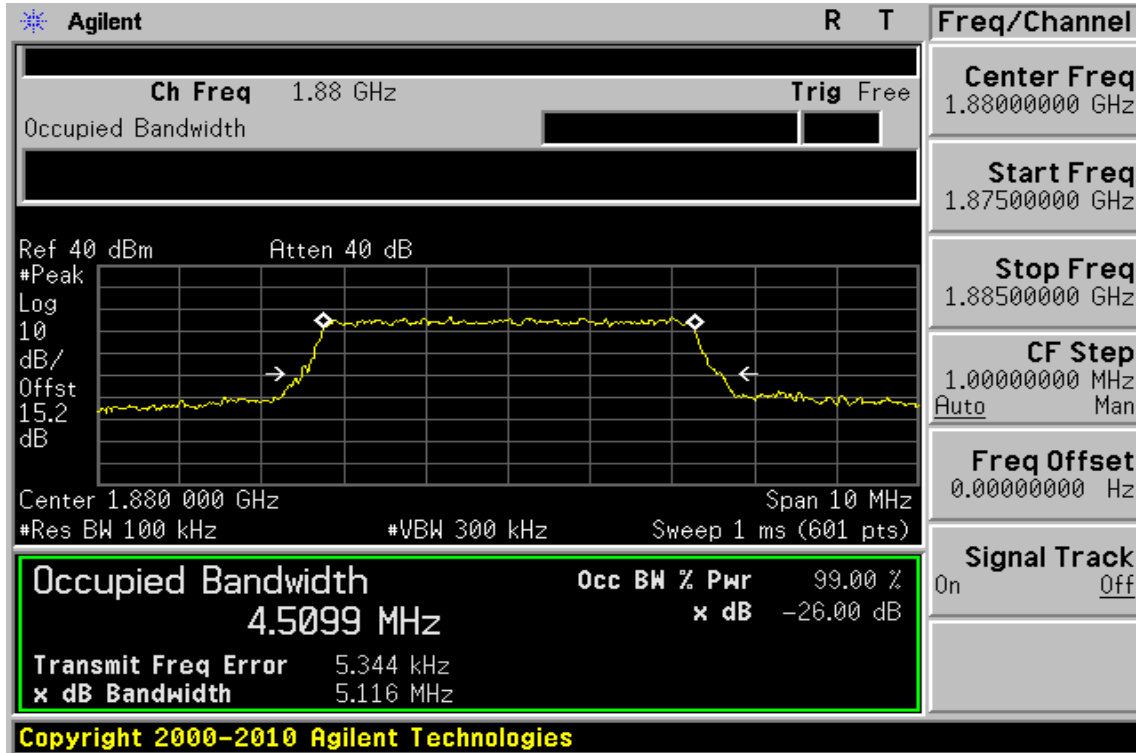 Agilent R T
Freq/Channel
Ch Freq 1.88 GHz Trig Free
Occupied Bandwidth
Center Freq
1.88000000 GHz
Start Freq
1.87500000 GHz
Stop Freq
1.88500000 GHz
CF Step
1.00000000 MHz
Auto Man
Freq Offset
0.00000000 Hz
Signal Track
On Off
Ref 40 dBm Atten 40 dB
#Peak
Log
10
dB/
Offst
15.2
dB
Center 1.880 000 GHz Span 10 MHz
#Res BW 100 kHz #VBW 300 kHz Sweep 1 ms (601 pts)
Occupied Bandwidth Occ BW % Pwr 99.00 %
4.5099 MHz x dB -26.00 dB
Transmit Freq Error 5.344 kHz
x dB Bandwidth 5.116 MHz
Copyright 2000-2010 Agilent Technologies